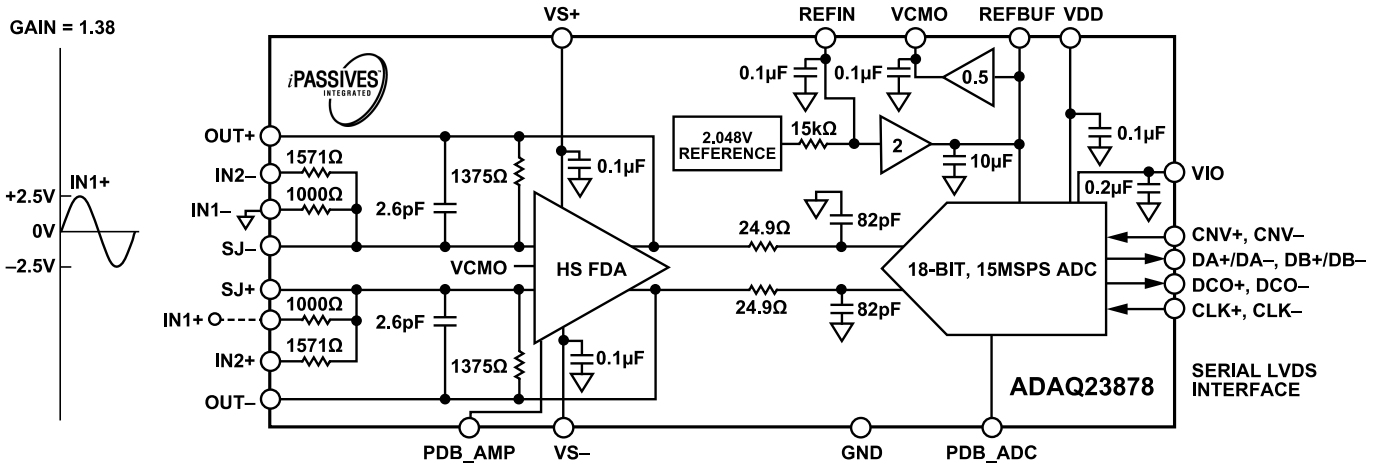 GAIN = 1.38
VS+
REFIN
VCMO
REFBUF
VDD
iPASSIVES™
INTEGRATED
0.1µF
0.1µF
0.5
OUT+
1571Ω
IN2–
1000Ω
IN1–
SJ–
2.6pF
1375Ω
0.1µF
2.048V
REFERENCE
15kΩ
2
10µF
0.1µF
VIO
0.2µF
+2.5V
IN1+
0V
–2.5V
VCMO
HS FDA
24.9Ω
82pF
18-BIT, 15MSPS ADC
CNV+, CNV–
DA+/DA–, DB+/DB–
DCO+, DCO–
CLK+, CLK–
SJ+
1000Ω
IN1+
1571Ω
IN2+
OUT–
2.6pF
1375Ω
0.1µF
24.9Ω
82pF
ADAQ23878
SERIAL LVDS
INTERFACE
PDB_AMP
VS–
GND
PDB_ADC